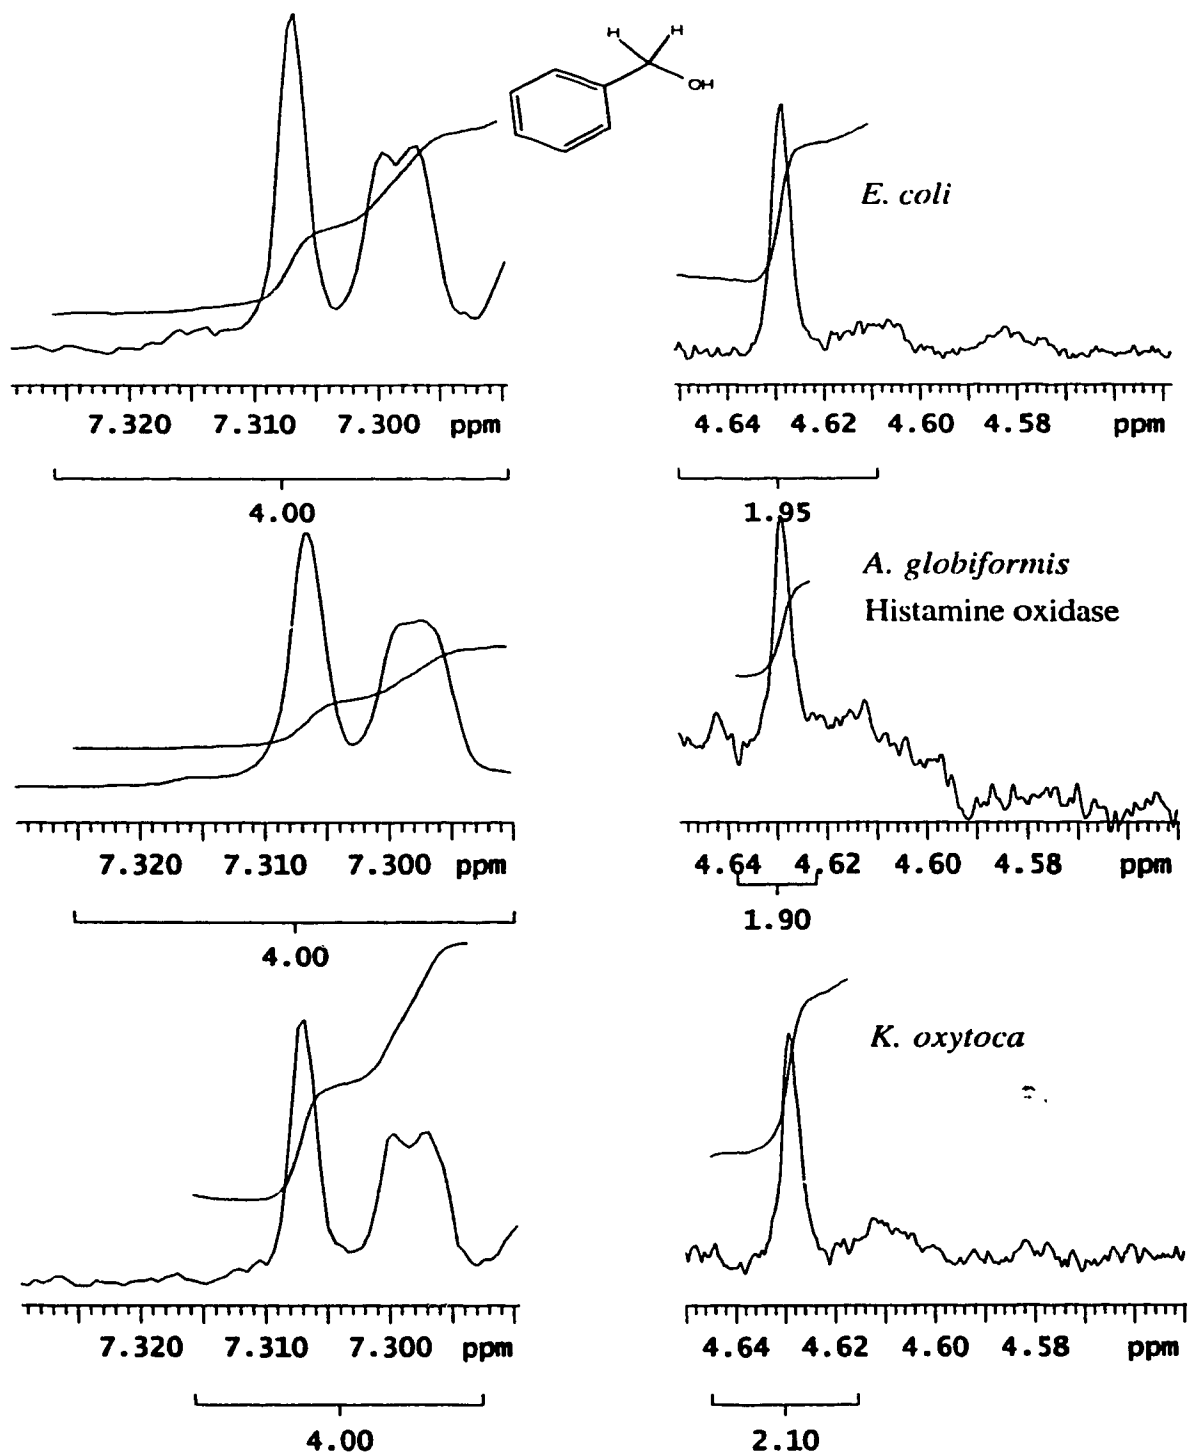 H H
OH
E. coli
7.320 7.310 7.300 ppm
4.64 4.62 4.60 4.58 ppm
4.00
1.95
A. globiformis
Histamine oxidase
7.320 7.310 7.300 ppm
4.64 4.62 4.60 4.58 ppm
4.00
1.90
K. oxytoca
7.320 7.310 7.300 ppm
4.64 4.62 4.60 4.58 ppm
4.00
2.10